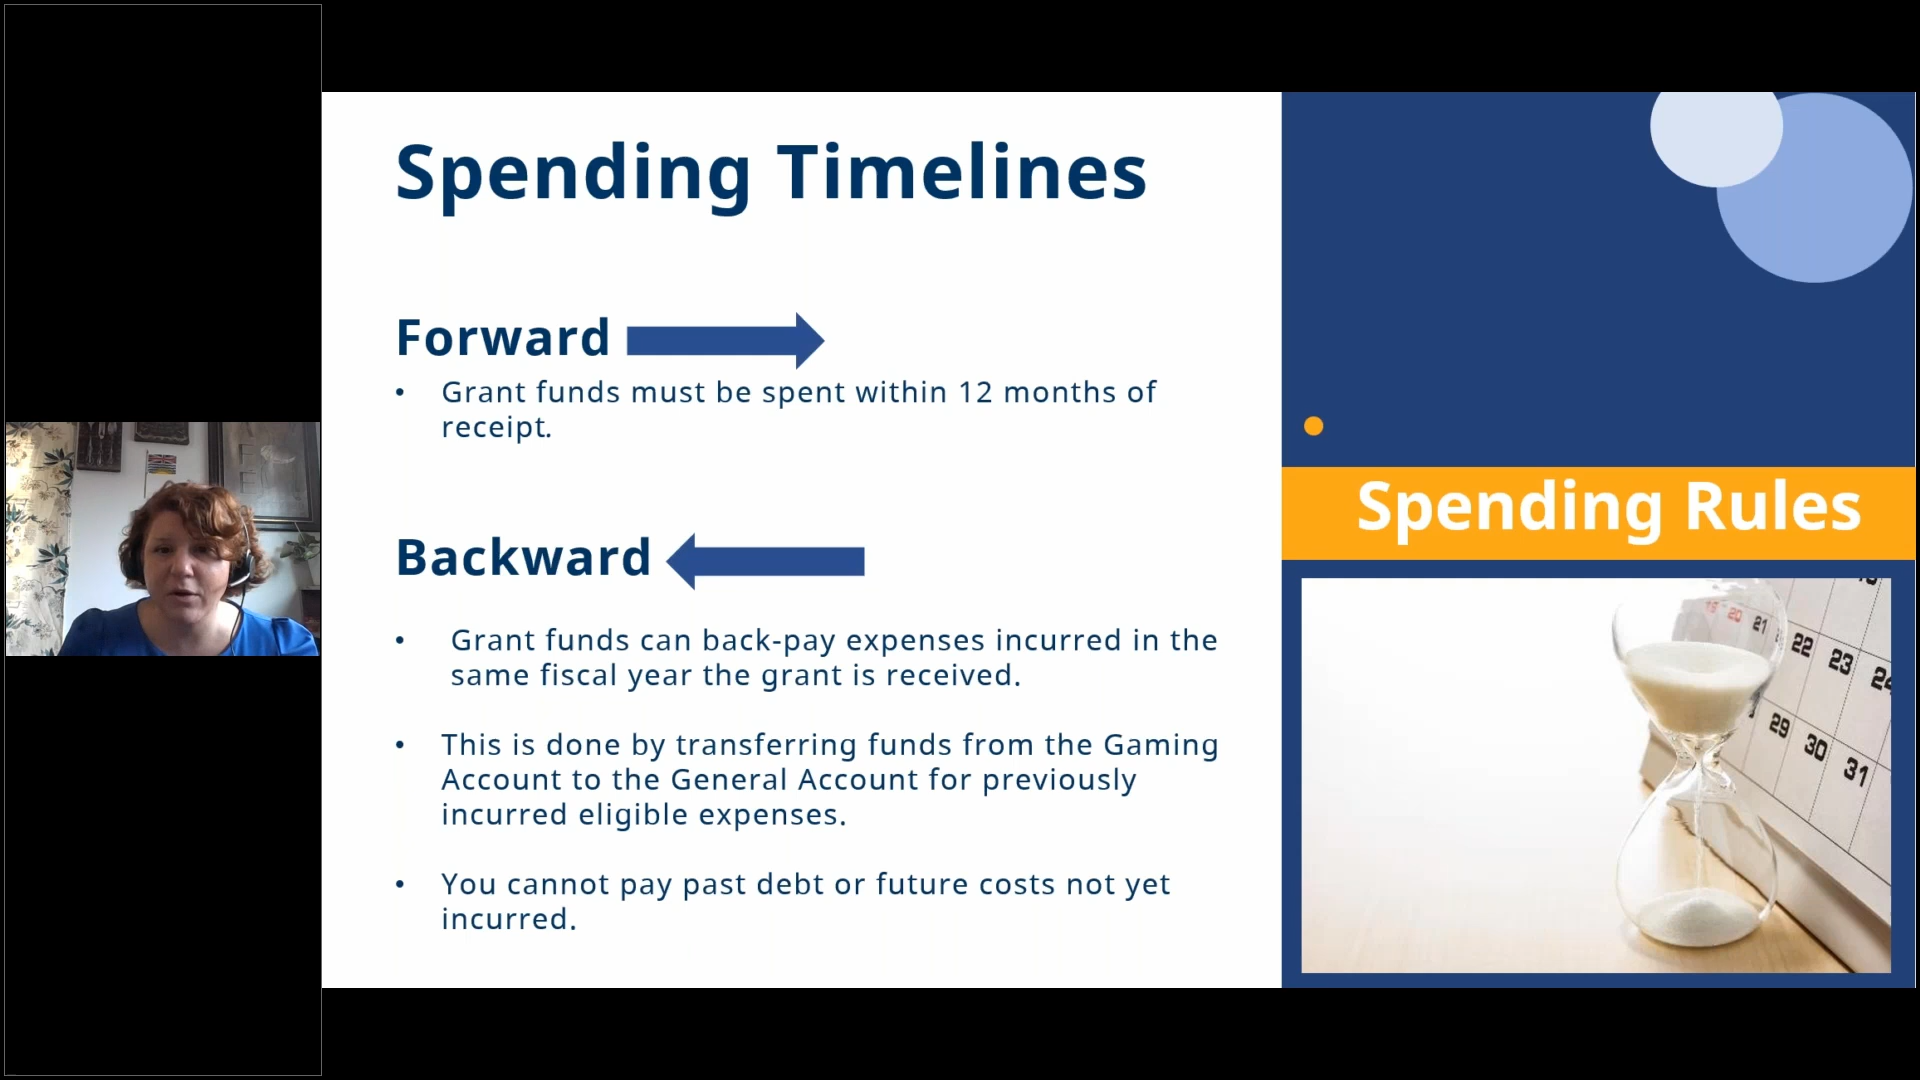 Spending Timelines
Forward
• Grant funds must be spent within 12 months of
receipt.
Backward
• Grant funds can back-pay expenses incurred in the
same fiscal year the grant is received.
• This is done by transferring funds from the Gaming
Account to the General Account for previously
incurred eligible expenses.
• You cannot pay past debt or future costs not yet
incurred.
Spending Rules
19 20 21 22 23 24
29 30 31